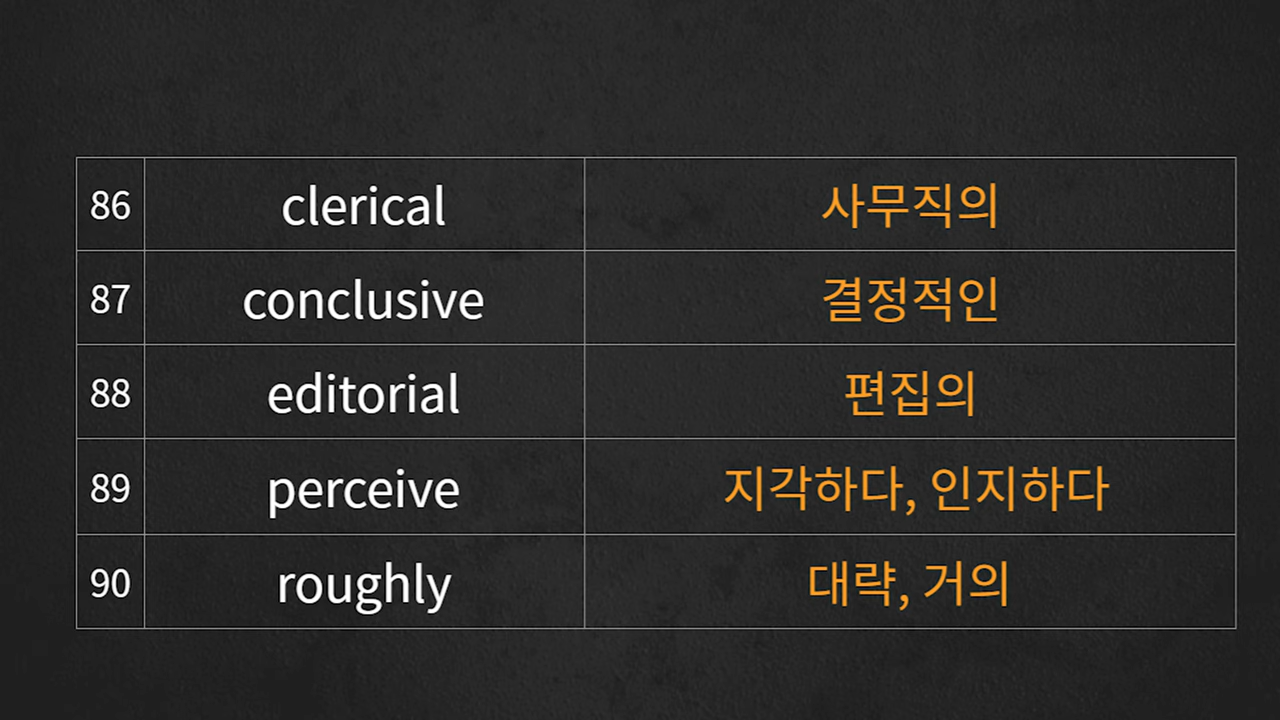 86 clerical 사무직의
87 conclusive 결정적인
88 editorial 편집의
89 perceive 지각하다, 인지하다
90 roughly 대략, 거의